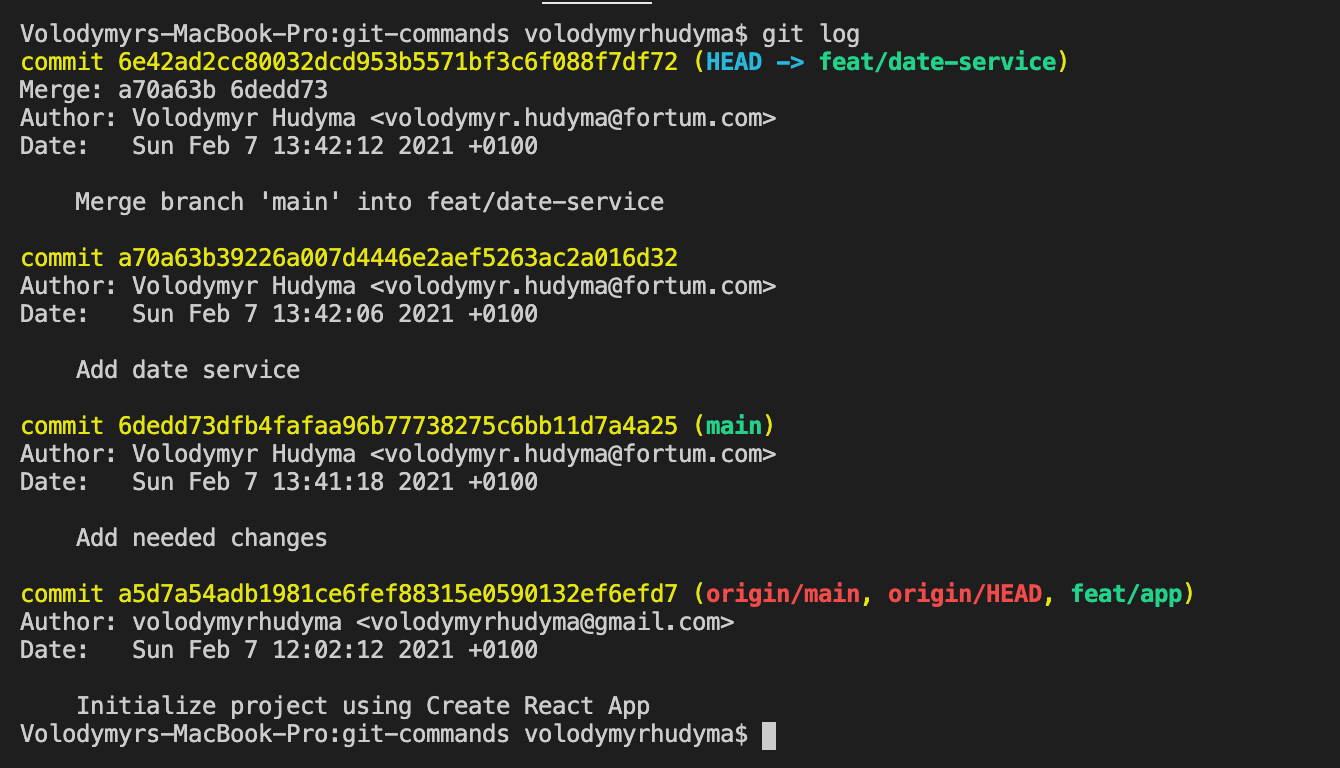 Volodymyrs-MacBook-Pro:git-commands volodymyrhudyma$ git log
commit 6e42ad2cc80032dcd953b5571bf3c6f088f7df72 (HEAD -> feat/date-service)
Merge: a70a63b 6dedd73
Author: Volodymyr Hudyma <volodymyr.hudyma@fortum.com>
Date:   Sun Feb 7 13:42:12 2021 +0100
    Merge branch 'main' into feat/date-service
commit a70a63b39226a007d4446e2aef5263ac2a016d32
Author: Volodymyr Hudyma <volodymyr.hudyma@fortum.com>
Date:   Sun Feb 7 13:42:06 2021 +0100
    Add date service
commit 6dedd73dfb4fafaa96b77738275c6bb11d7a4a25 (main)
Author: Volodymyr Hudyma <volodymyr.hudyma@fortum.com>
Date:   Sun Feb 7 13:41:18 2021 +0100
    Add needed changes
commit a5d7a54adb1981ce6fef88315e0590132ef6efd7 (origin/main, origin/HEAD, feat/app)
Author: volodymyrhudyma <volodymyrhudyma@gmail.com>
Date:   Sun Feb 7 12:02:12 2021 +0100
    Initialize project using Create React App
Volodymyrs-MacBook-Pro:git-commands volodymyrhudyma$